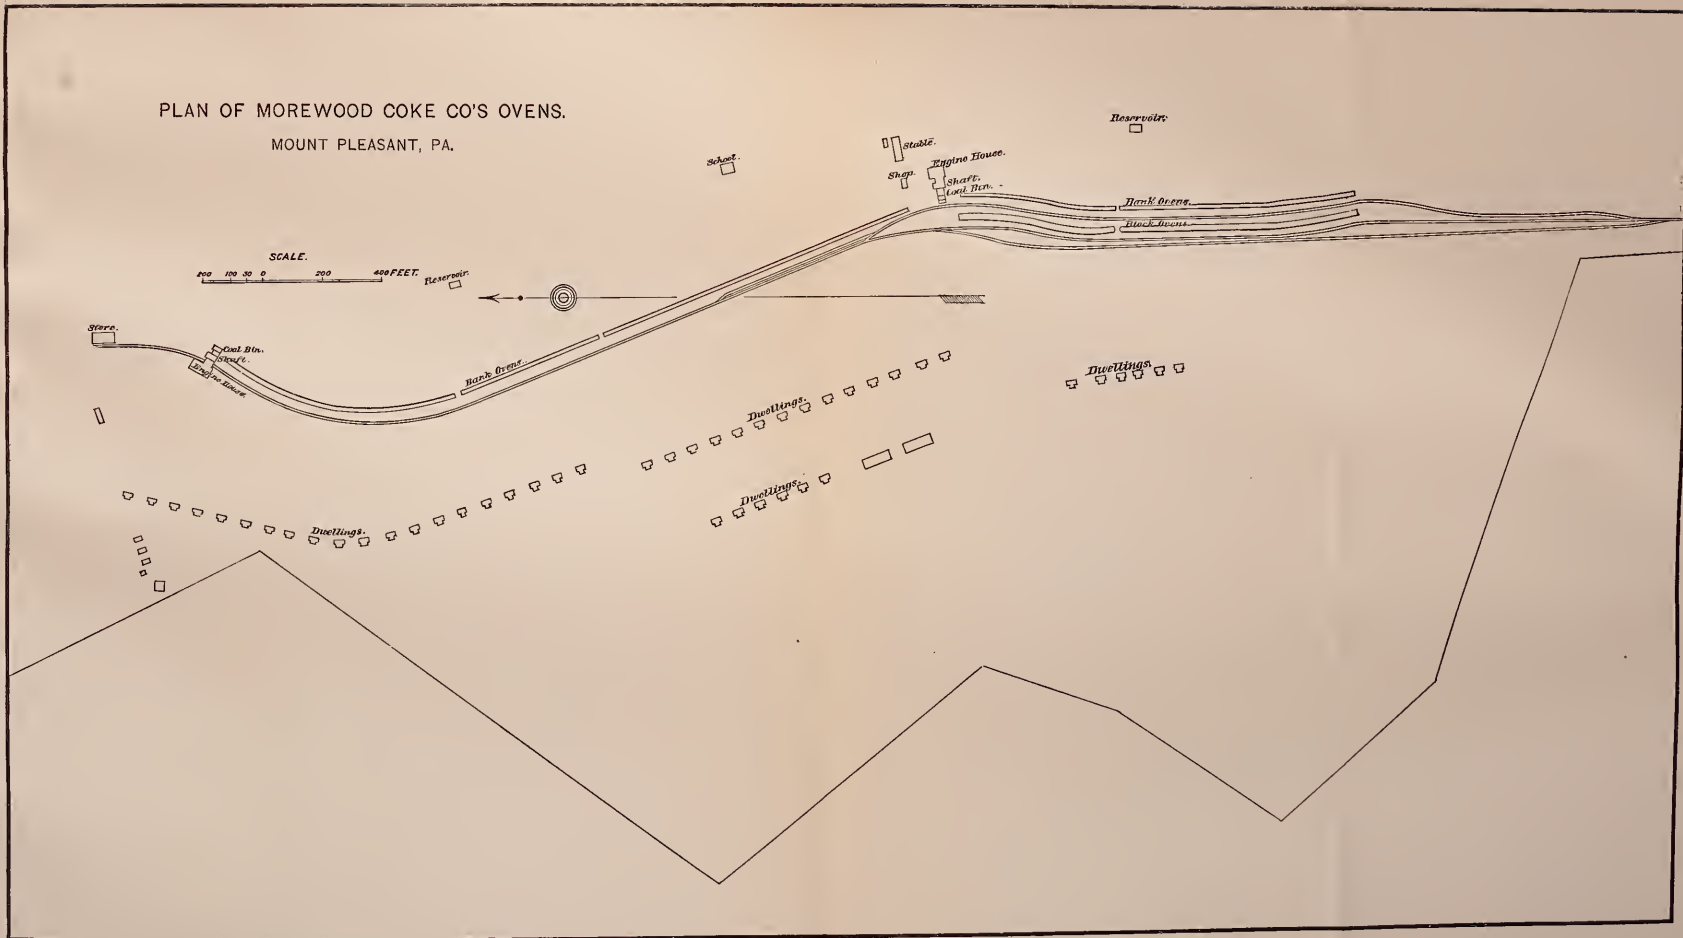 PLAN OF MOREWOOD COKE CO'S OVENS.
MOUNT PLEASANT, PA.
Reservoir.
School.
Stable.
Engine House.
Shop.
Shaft.
Coal Bin.
Bank Ovens.
Block Ovens.
SCALE.
200 100 50 0 200 400 FEET.
Reservoir.
Store.
Coal Bin.
Shaft.
Engine House.
Bank Ovens.
Dwellings.
Dwellings.
Dwellings.
Dwellings.